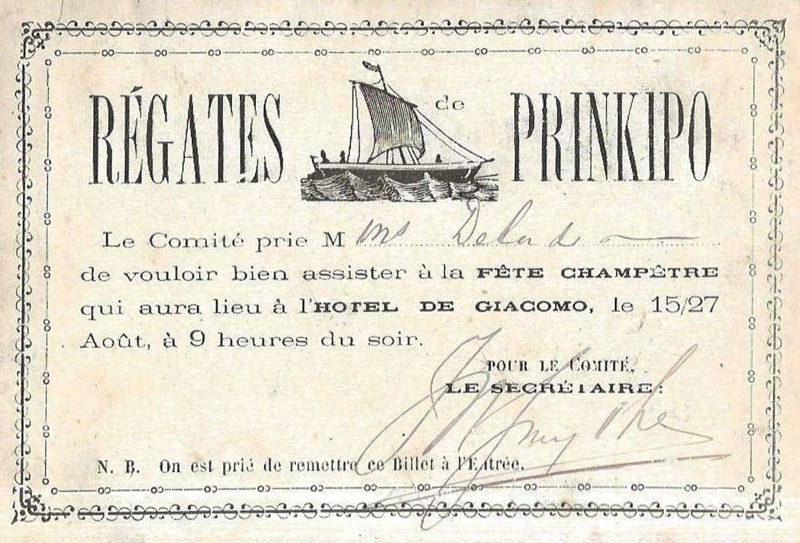 RÉGATES de PRINKIPO
Le Comité prie M
de vouloir bien assister à la FÊTE CHAMPÊTRE
qui aura lieu à l'HOTEL DE GIACOMO, le 15/27
Août, à 9 heures du soir.
POUR LE COMITÉ,
LE SECRÉTAIRE:
N. B. On est prié de remettre ce Billet à l'Entrée.